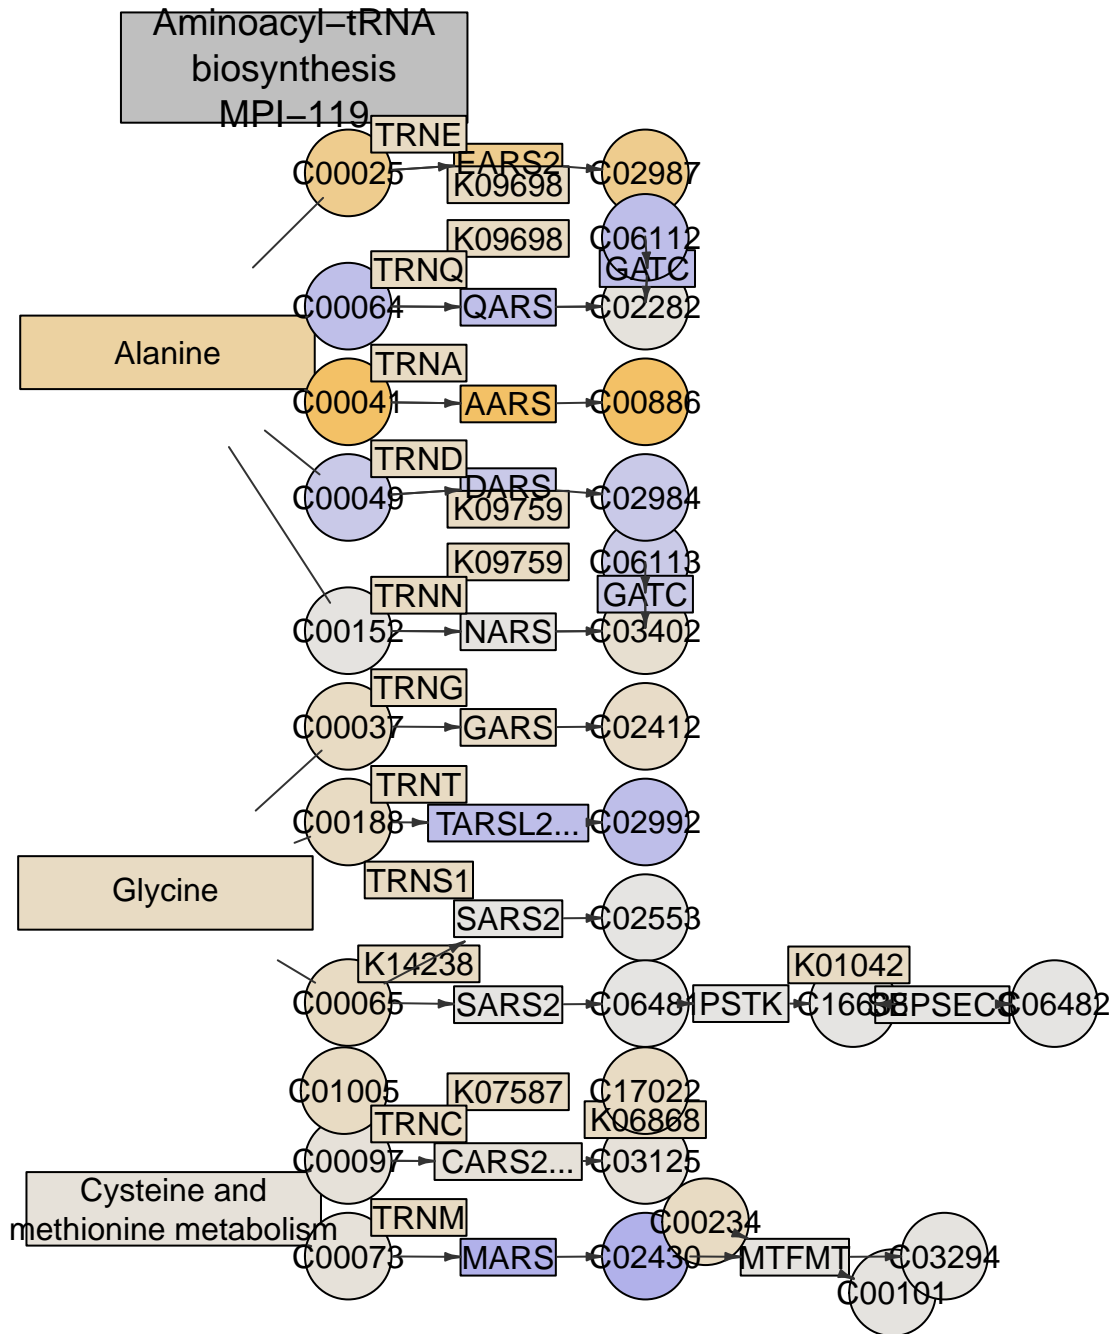 Aminoacyl−tRNA
biosynthesis
MPI−119
TRNE
C00025
EARS2
K09698
C02987
K09698
C06112
TRNQ
GATC
C00064
QARS
C02282
Alanine
TRNA
C00041
AARS
C00886
TRND
C00049
DARS
K09759
C02984
K09759
C06113
TRNN
GATC
C00152
NARS
C03402
TRNG
C00037
GARS
C02412
TRNT
C00188
TARSL2...
C02992
Glycine
TRNS1
SARS2
C02553
K14238
K01042
C00065
SARS2
C06481
PSTK
SEPSECS
C06482
C01005
K07587
C17022
K06868
TRNC
C00097
CARS2...
C03125
Cysteine and
methionine metabolism
TRNM
C00234
C00073
MARS
C02430
MTFMT
C03294
C00101